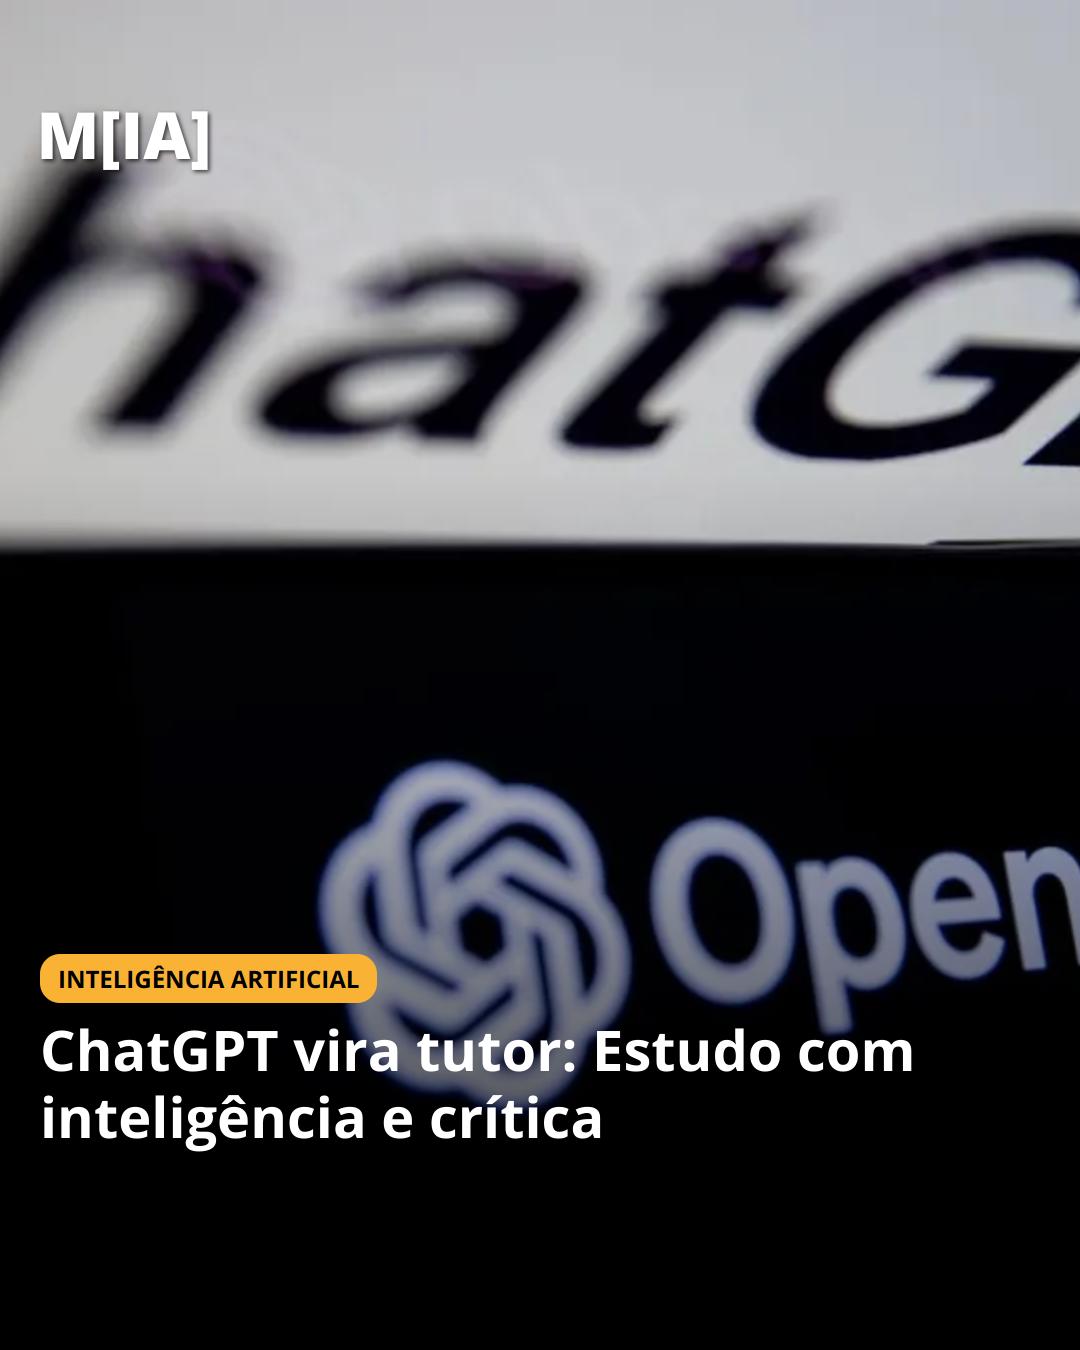 M[IA]
hatG
Open
INTELIGÊNCIA ARTIFICIAL
ChatGPT vira tutor: Estudo com
inteligência e crítica